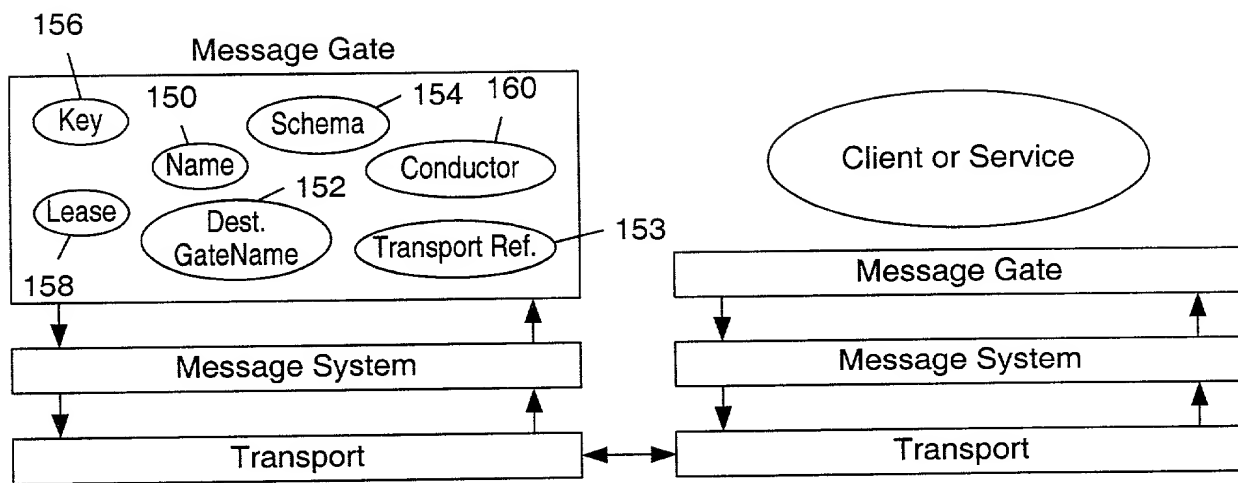 156
Message Gate
150
154
160
Key
Schema
Name
Conductor
Client or Service
152
Lease
Dest.
GateName
Transport Ref.
153
158
Message Gate
Message System
Message System
Transport
Transport